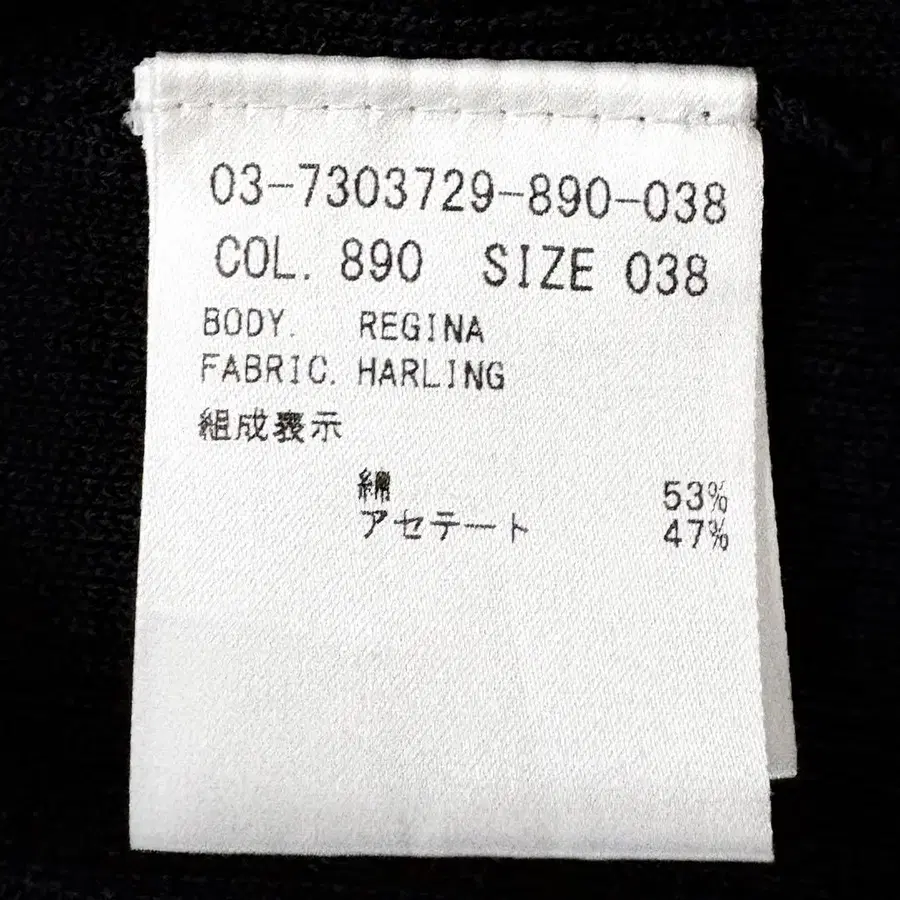 03-7303729-890-038
COL. 890 SIZE 038
BODY. REGINA
FABRIC. HARLING
組成表示
綿 53%
アセテート 47%